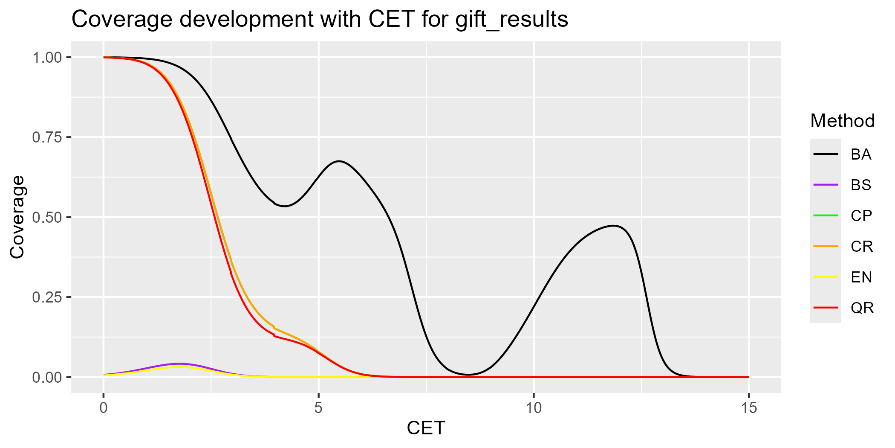 Coverage development with CET for gift_results
Coverage
1.00
0.75
0.50
0.25
0.00
0
5
10
15
CET
Method
BA
BS
CP
CR
EN
QR